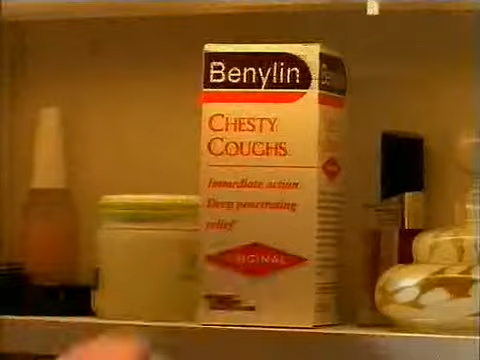 Benylin
CHESTY
COUGHS
Immediate action
Deep penetrating
relief
ORIGINAL